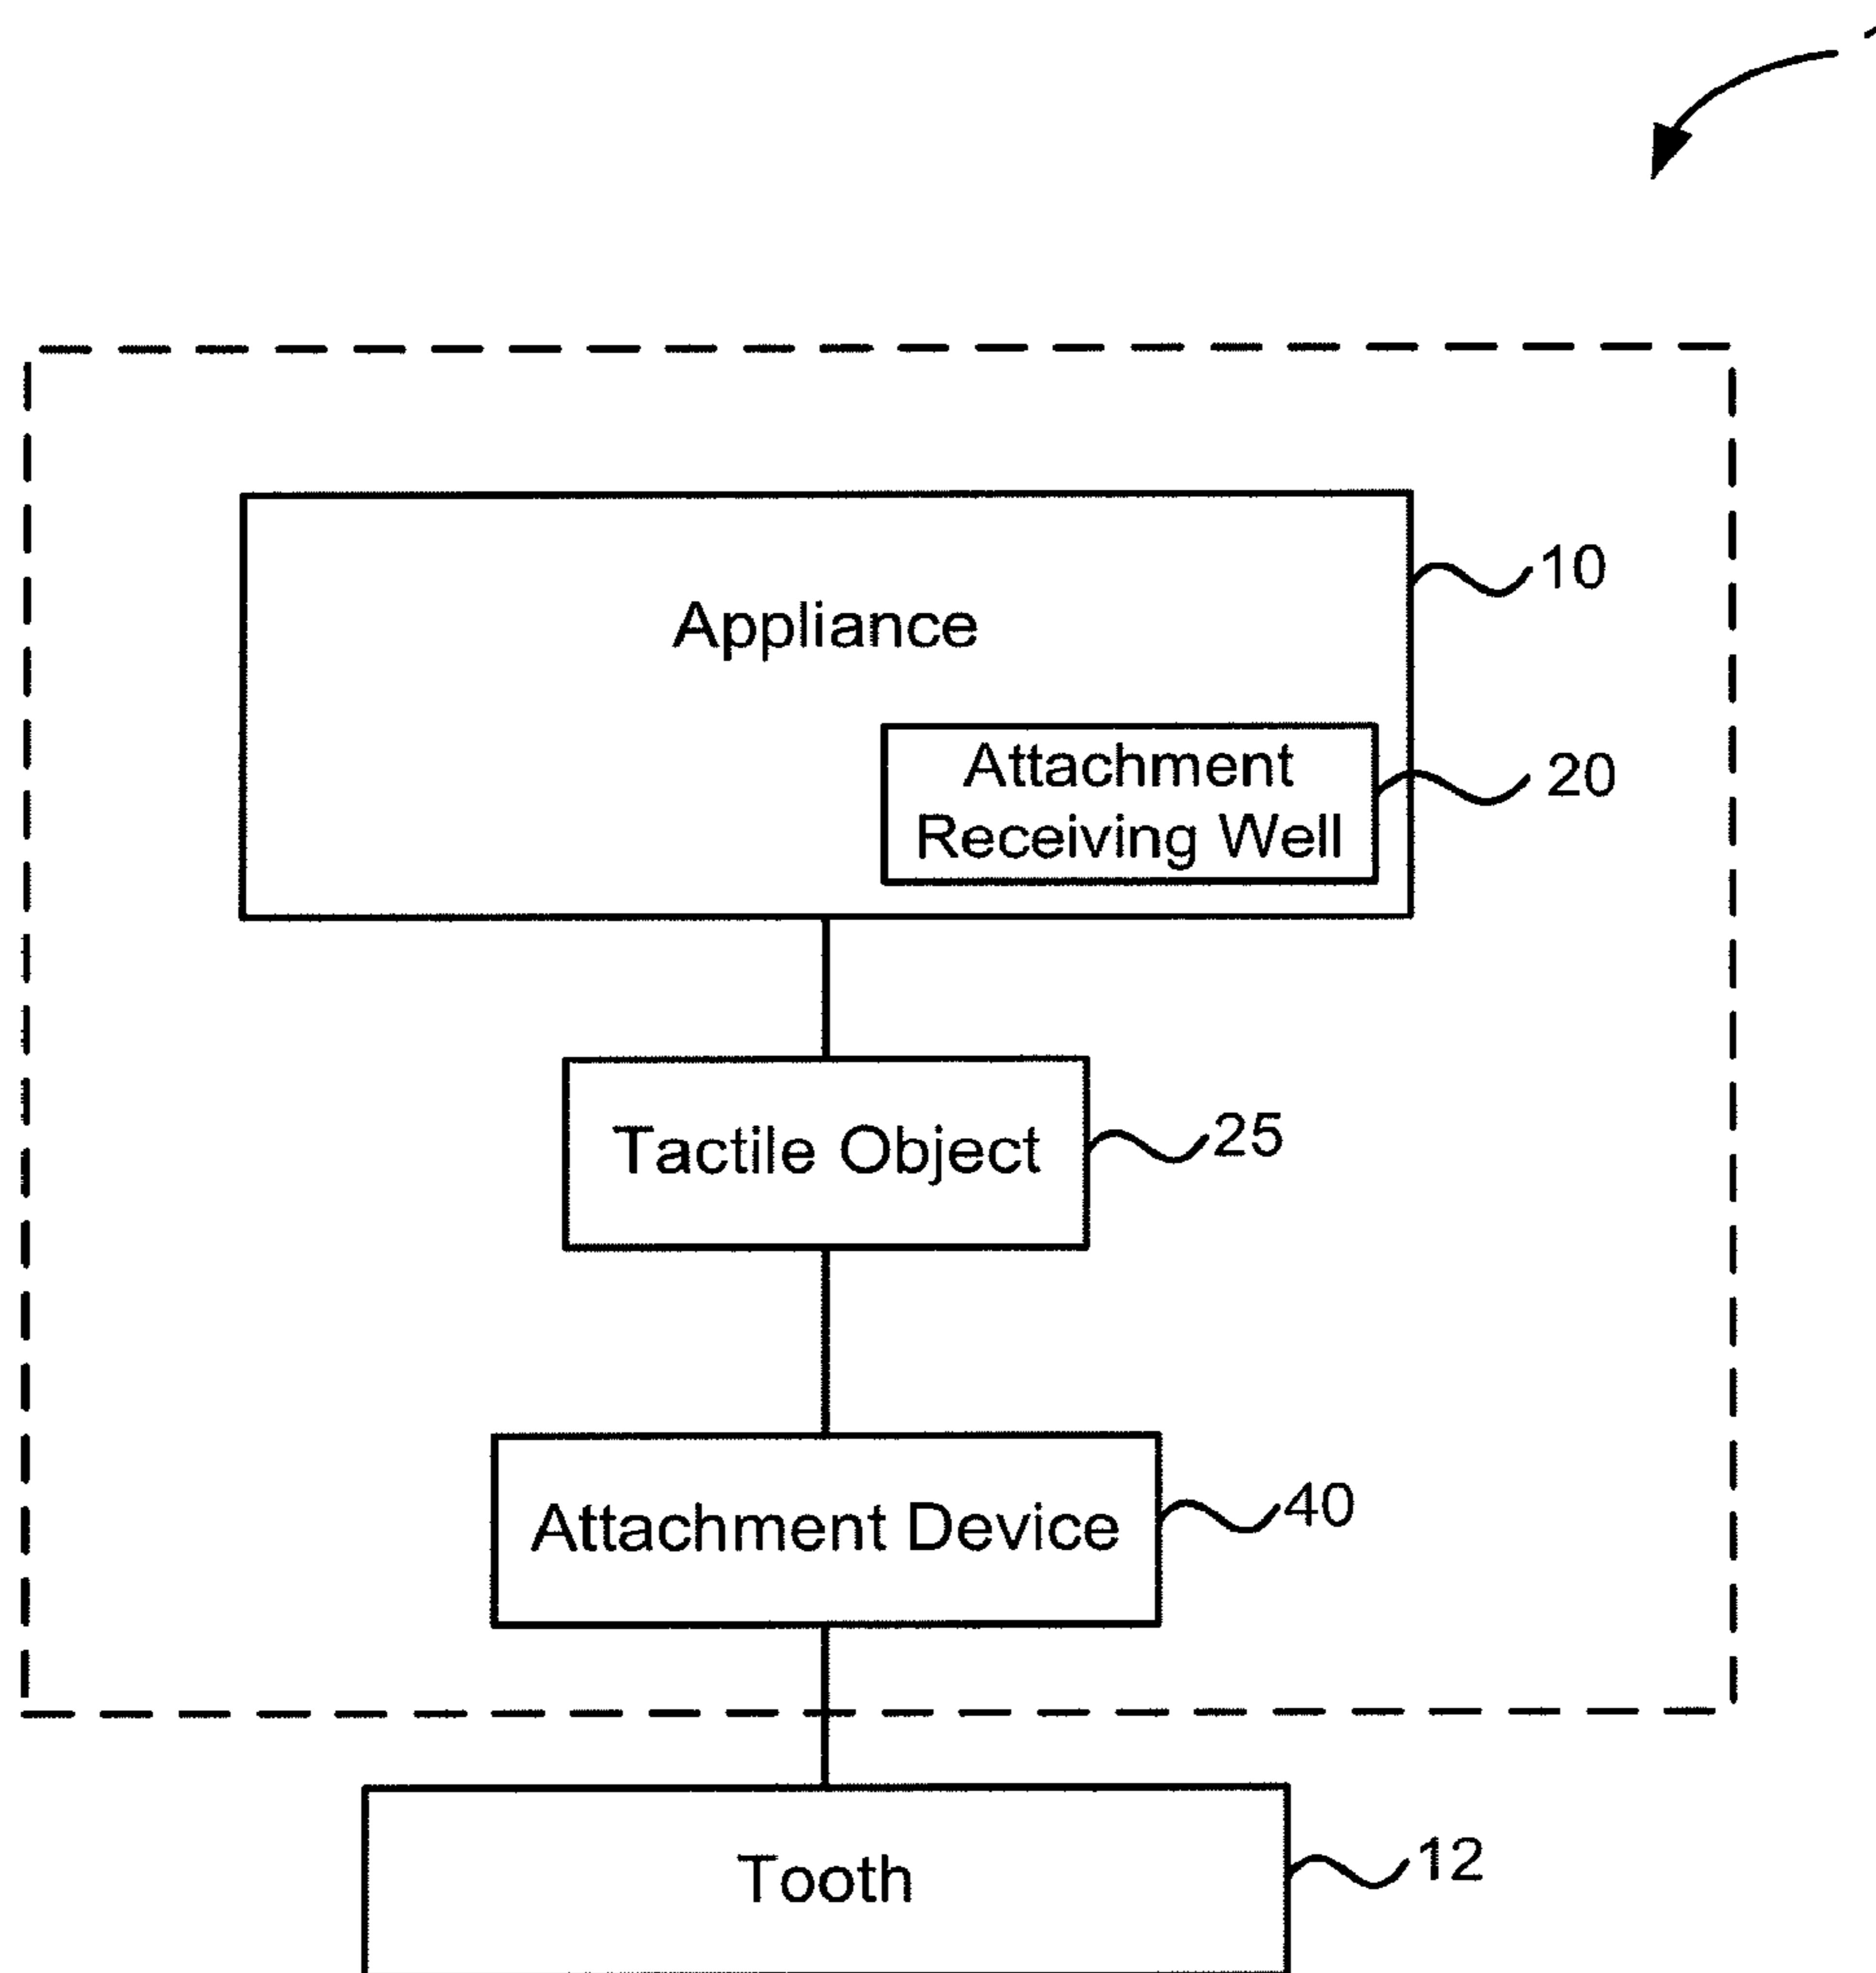 Appliance
10
Attachment
Receiving Well
20
Tactile Object
25
Attachment Device
40
Tooth
12